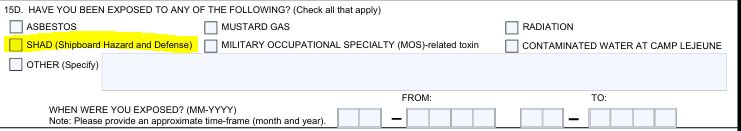 15D. HAVE YOU BEEN EXPOSED TO ANY OF THE FOLLOWING? (Check all that apply)
ASBESTOS MUSTARD GAS RADIATION
SHAD (Shipboard Hazard and Defense) MILITARY OCCUPATIONAL SPECIALTY (MOS)-related toxin CONTAMINATED WATER AT CAMP LEJEUNE
OTHER (Specify)
FROM: TO:
WHEN WERE YOU EXPOSED? (MM-YYYY)
Note: Please provide an approximate time-frame (month and year). – –